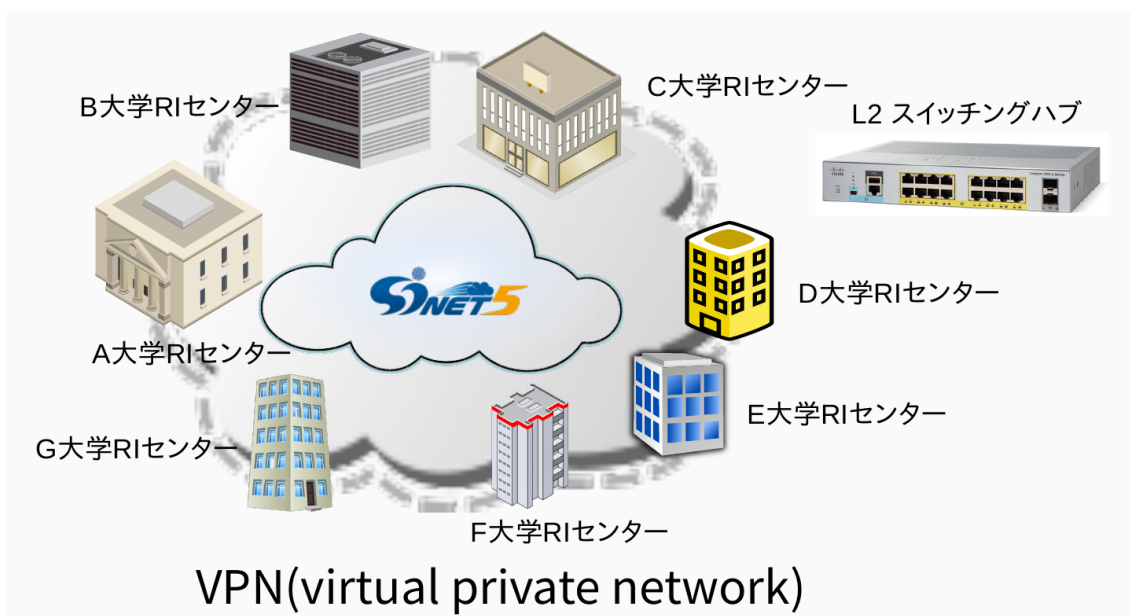 B大学RIセンター
C大学RIセンター
L2 スイッチングハブ
SINET5
D大学RIセンター
A大学RIセンター
E大学RIセンター
G大学RIセンター
F大学RIセンター
VPN(virtual private network)